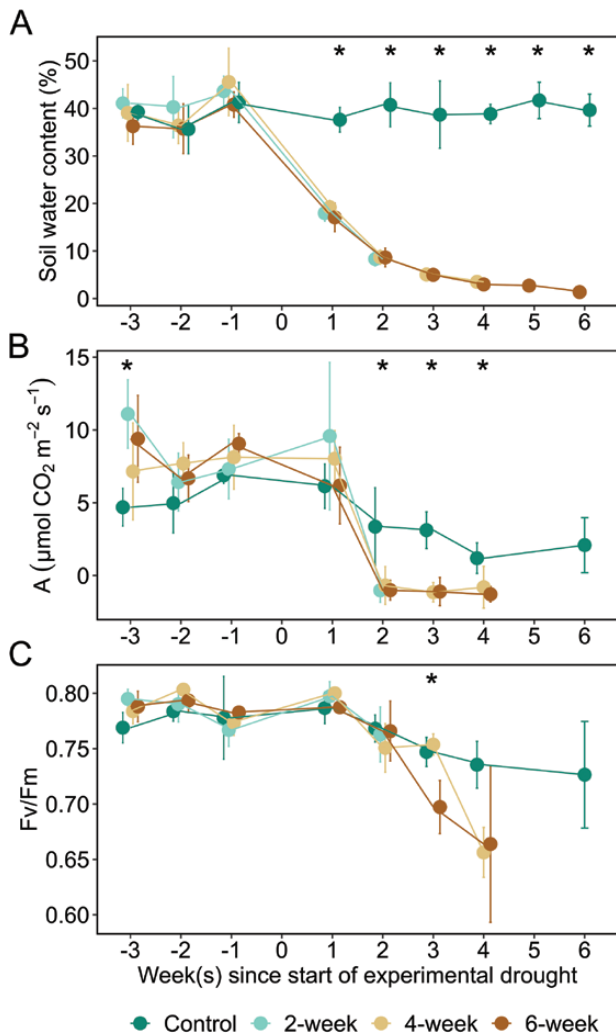 A
Soil water content (%)
50
40
30
20
10
0
* * * * * *
-3 -2 -1 0 1 2 3 4 5 6
B
A (μmol CO2 m−2 s−1)
15
10
5
0
* * * *
-3 -2 -1 0 1 2 3 4 5 6
C
Fv/Fm
0.80
0.75
0.70
0.65
0.60
*
-3 -2 -1 0 1 2 3 4 5 6
Week(s) since start of experimental drought
Control 2-week 4-week 6-week